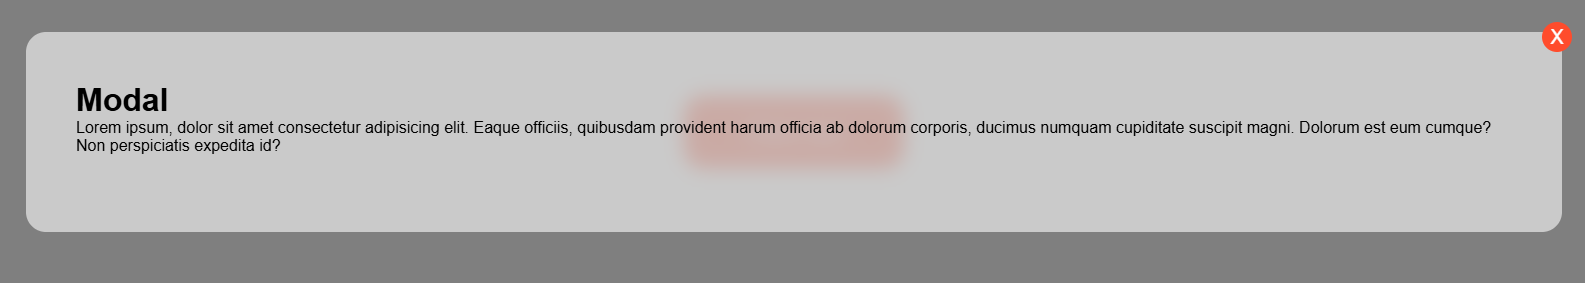 X
Modal
Lorem ipsum, dolor sit amet consectetur adipisicing elit. Eaque officiis, quibusdam provident harum officia ab dolorum corporis, ducimus numquam cupiditate suscipit magni. Dolorum est eum cumque?
Non perspiciatis expedita id?